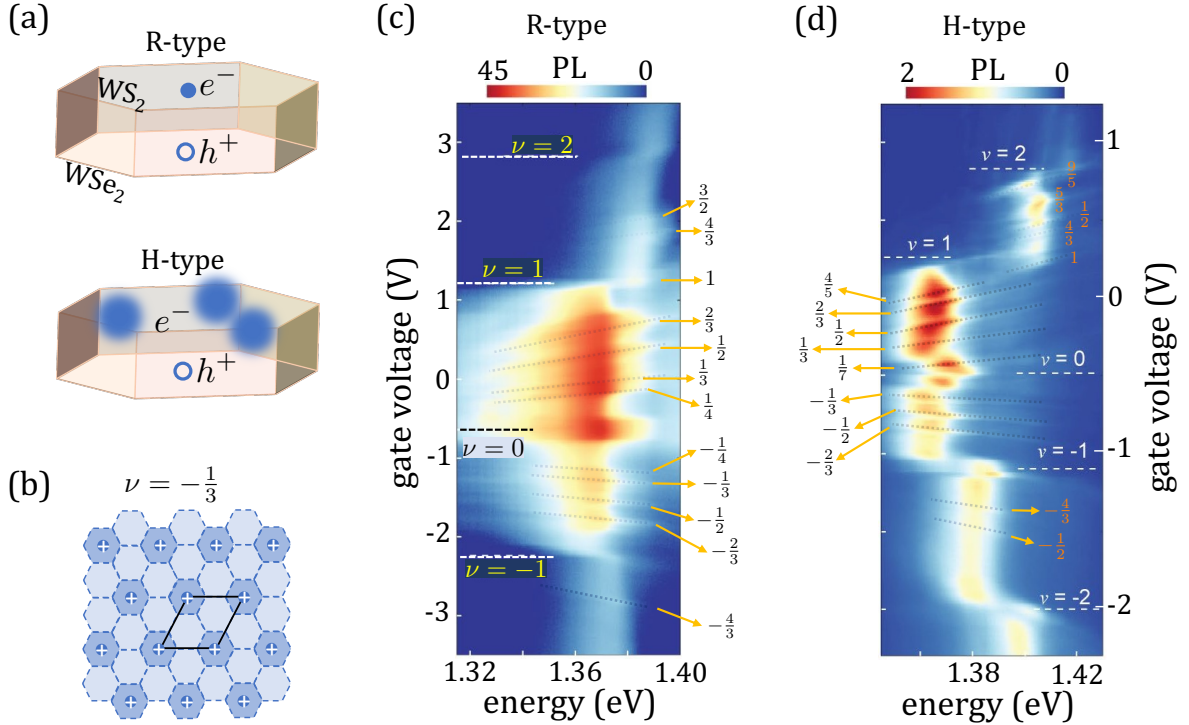 (a)
R-type
WS₂
e⁻
h⁺
WSe₂
H-type
e⁻
h⁺
(b)
ν = −1/3
(c)
R-type
45 PL 0
gate voltage (V)
3
2
1
0
-1
-2
-3
ν = 2
ν = 1
ν = 0
ν = −1
3/2
4/3
1
2/3
1/2
1/3
1/4
−1/4
−1/3
−1/2
−2/3
−4/3
1.32 1.36 1.40
energy (eV)
(d)
H-type
2 PL 0
ν = 2
ν = 1
ν = 0
ν = -1
ν = -2
5/3
1/2
4/3
1
4/5
2/3
1/2
1/3
1/7
−1/3
−1/2
−2/3
−4/3
−1/2
1
0
-1
-2
gate voltage (V)
1.38 1.42
energy (eV)